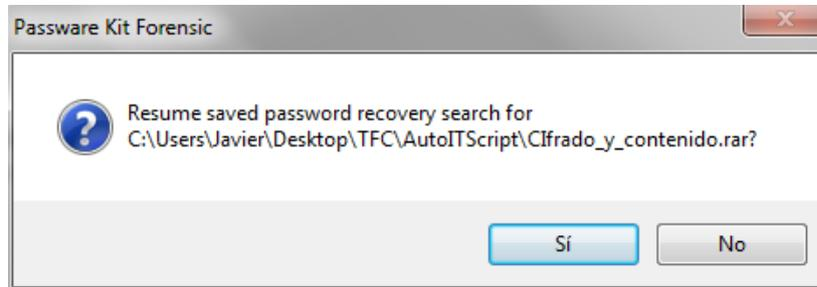 Passware Kit Forensic
Resume saved password recovery search for
C:\Users\Javier\Desktop\TFC\AutoITScript\CIfrado_y_contenido.rar?
Sí
No